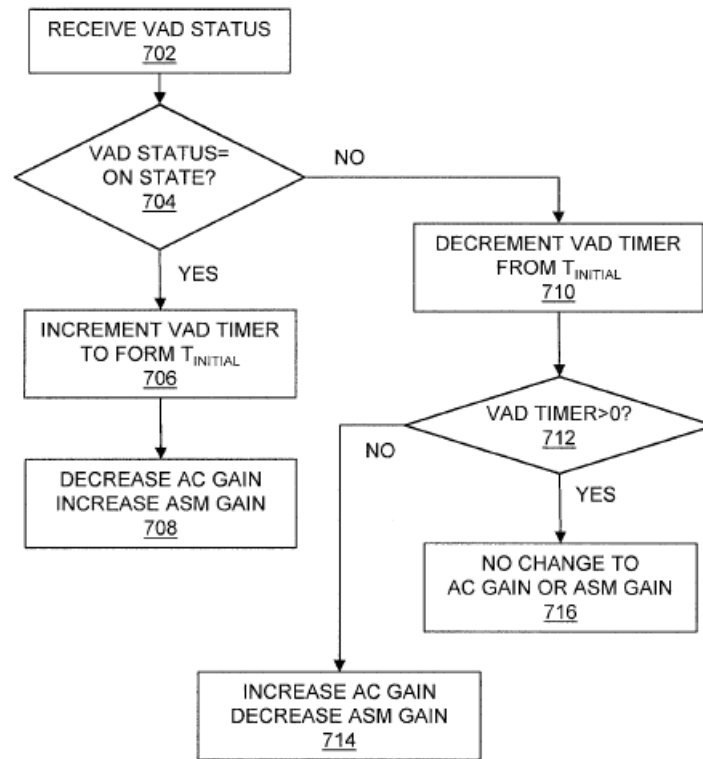 RECEIVE VAD STATUS
702
VAD STATUS=
ON STATE?
704
NO
YES
DECREMENT VAD TIMER
FROM T_INITIAL
710
INCREMENT VAD TIMER
TO FORM T_INITIAL
706
VAD TIMER>0?
712
NO
YES
DECREASE AC GAIN
INCREASE ASM GAIN
708
NO CHANGE TO
AC GAIN OR ASM GAIN
716
INCREASE AC GAIN
DECREASE ASM GAIN
714